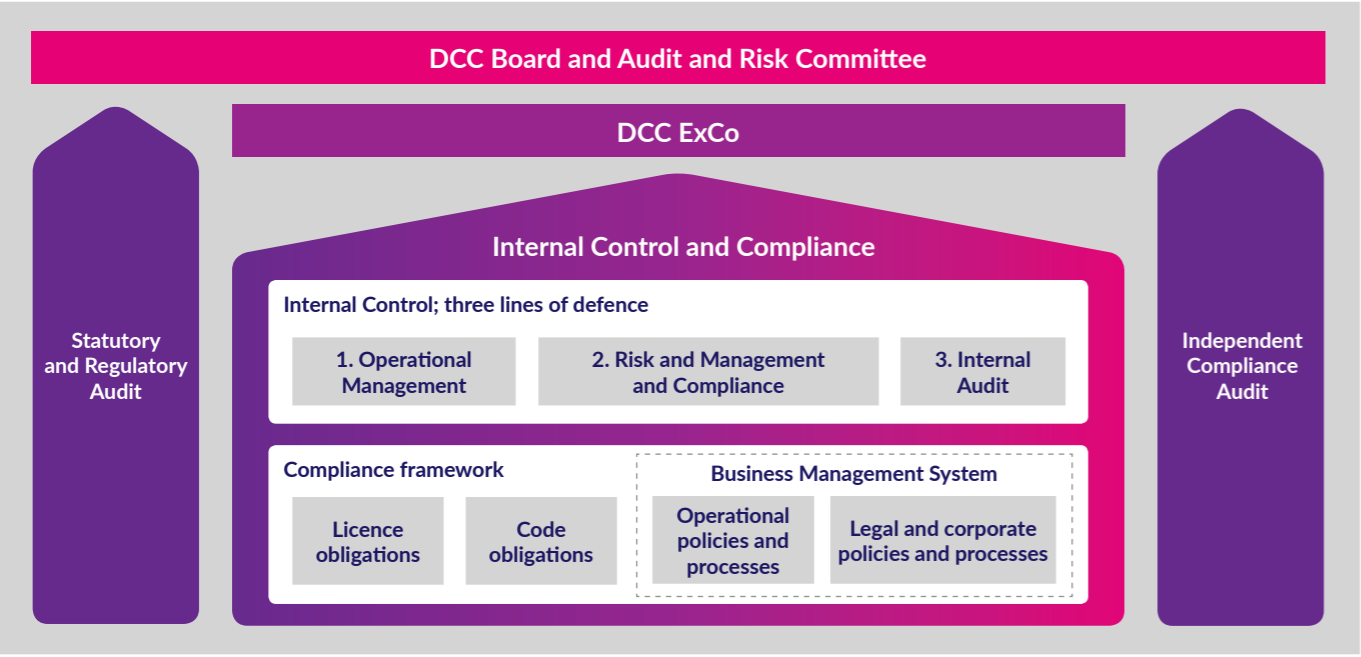 DCC Board and Audit and Risk Committee
DCC ExCo
Internal Control and Compliance
Statutory
and Regulatory
Audit
Internal Control; three lines of defence
1. Operational
Management
2. Risk and Management
and Compliance
3. Internal
Audit
Compliance framework
Licence
obligations
Code
obligations
Business Management System
Operational
policies and
processes
Legal and corporate
policies and processes
Independent
Compliance
Audit